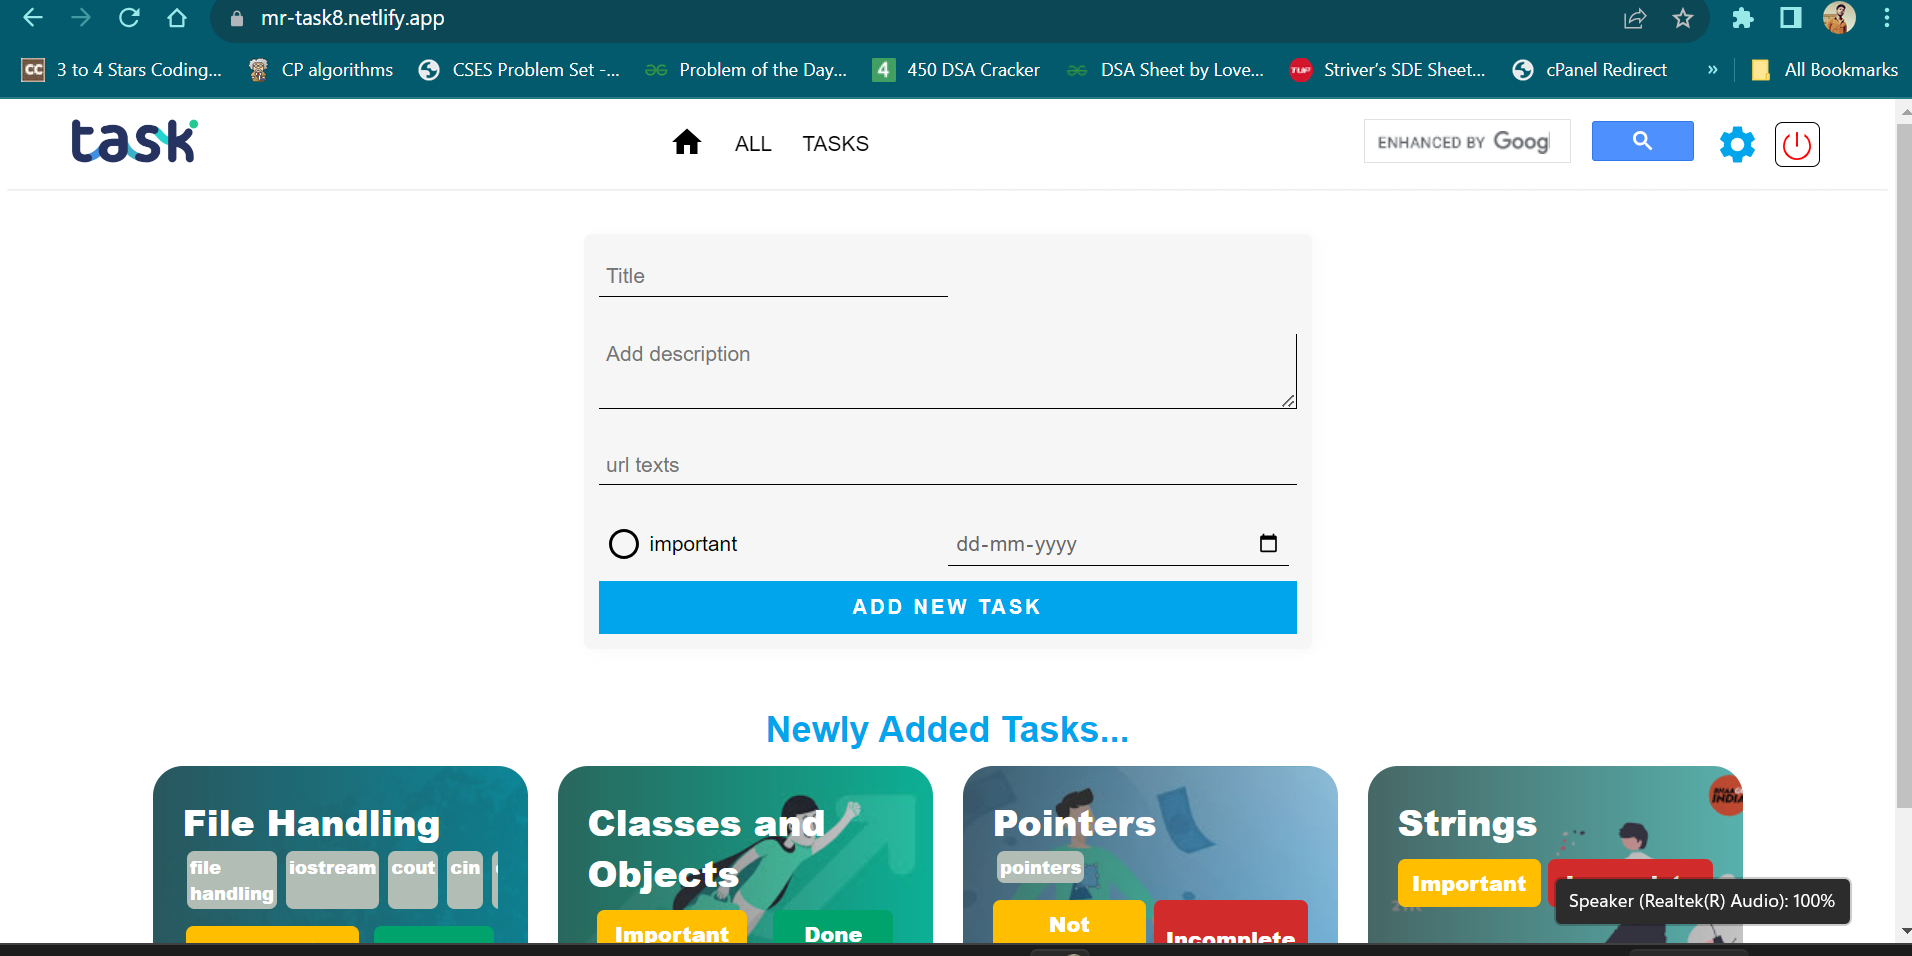 mr-task8.netlify.app
3 to 4 Stars Coding...
CP algorithms
CSES Problem Set -...
Problem of the Day...
4
450 DSA Cracker
DSA Sheet by Love...
TUF
Striver's SDE Sheet...
cPanel Redirect
»
All Bookmarks
task
ALL
TASKS
ENHANCED BY Goog
Title
Add description
url texts
important
dd-mm-yyyy
ADD NEW TASK
Newly Added Tasks...
File Handling
file
handling
iostream
cout
cin
Classes and
Objects
Important
Done
Pointers
pointers
Not
Incomplete
Strings
INDIA
Important
Speaker (Realtek(R) Audio): 100%